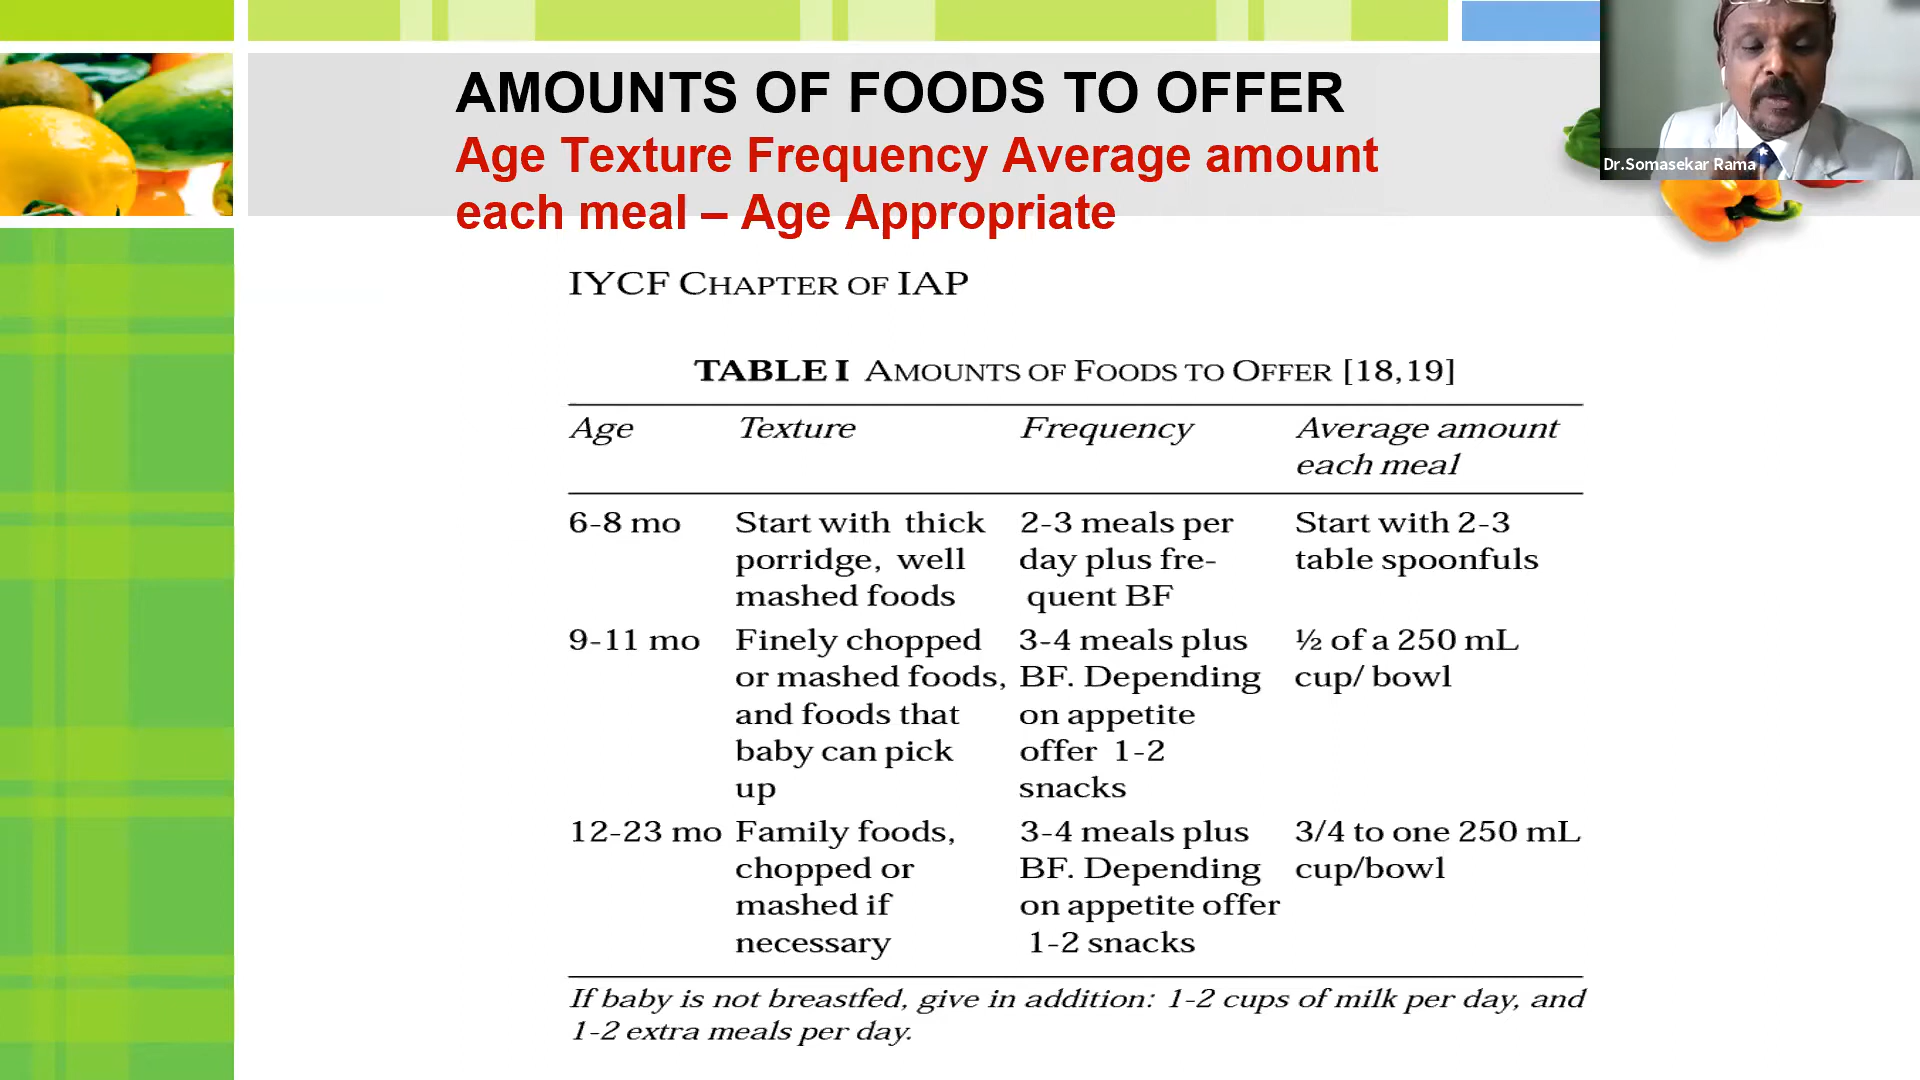 AMOUNTS OF FOODS TO OFFER
Age Texture Frequency Average amount
each meal – Age Appropriate
Dr.Somasekar Rama
IYCF CHAPTER OF IAP
TABLE I AMOUNTS OF FOODS TO OFFER [18,19]
Age Texture Frequency Average amount
each meal
6-8 mo Start with thick 2-3 meals per Start with 2-3
porridge, well day plus fre- table spoonfuls
mashed foods quent BF
9-11 mo Finely chopped 3-4 meals plus ½ of a 250 mL
or mashed foods, BF. Depending cup/ bowl
and foods that on appetite
baby can pick offer 1-2
up snacks
12-23 mo Family foods, 3-4 meals plus 3/4 to one 250 mL
chopped or BF. Depending cup/bowl
mashed if on appetite offer
necessary 1-2 snacks
If baby is not breastfed, give in addition: 1-2 cups of milk per day, and
1-2 extra meals per day.